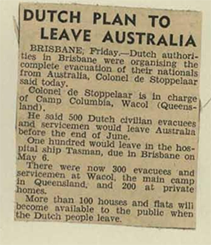 DUTCH PLAN TO
LEAVE AUSTRALIA
BRISBANE, Friday.—Dutch authori-
ties in Brisbane were organising the
complete evacuation of their nationals
from Australia, Colonel de Stoppelaar
said today.
Colonel de Stoppelaar is in charge
of Camp Columbia, Wacol (Queens-
land).
He said 500 Dutch civilian evacuees
and servicemen would leave Australia
before the end of June.
One hundred would leave in the hos-
pital ship Tasman, due in Brisbane on
May 6.
There were now 300 evacuees and
servicemen at Wacol, the main camp
in Queensland, and 200 at private
homes.
More than 100 houses and flats will
become available to the public when
the Dutch people leave.